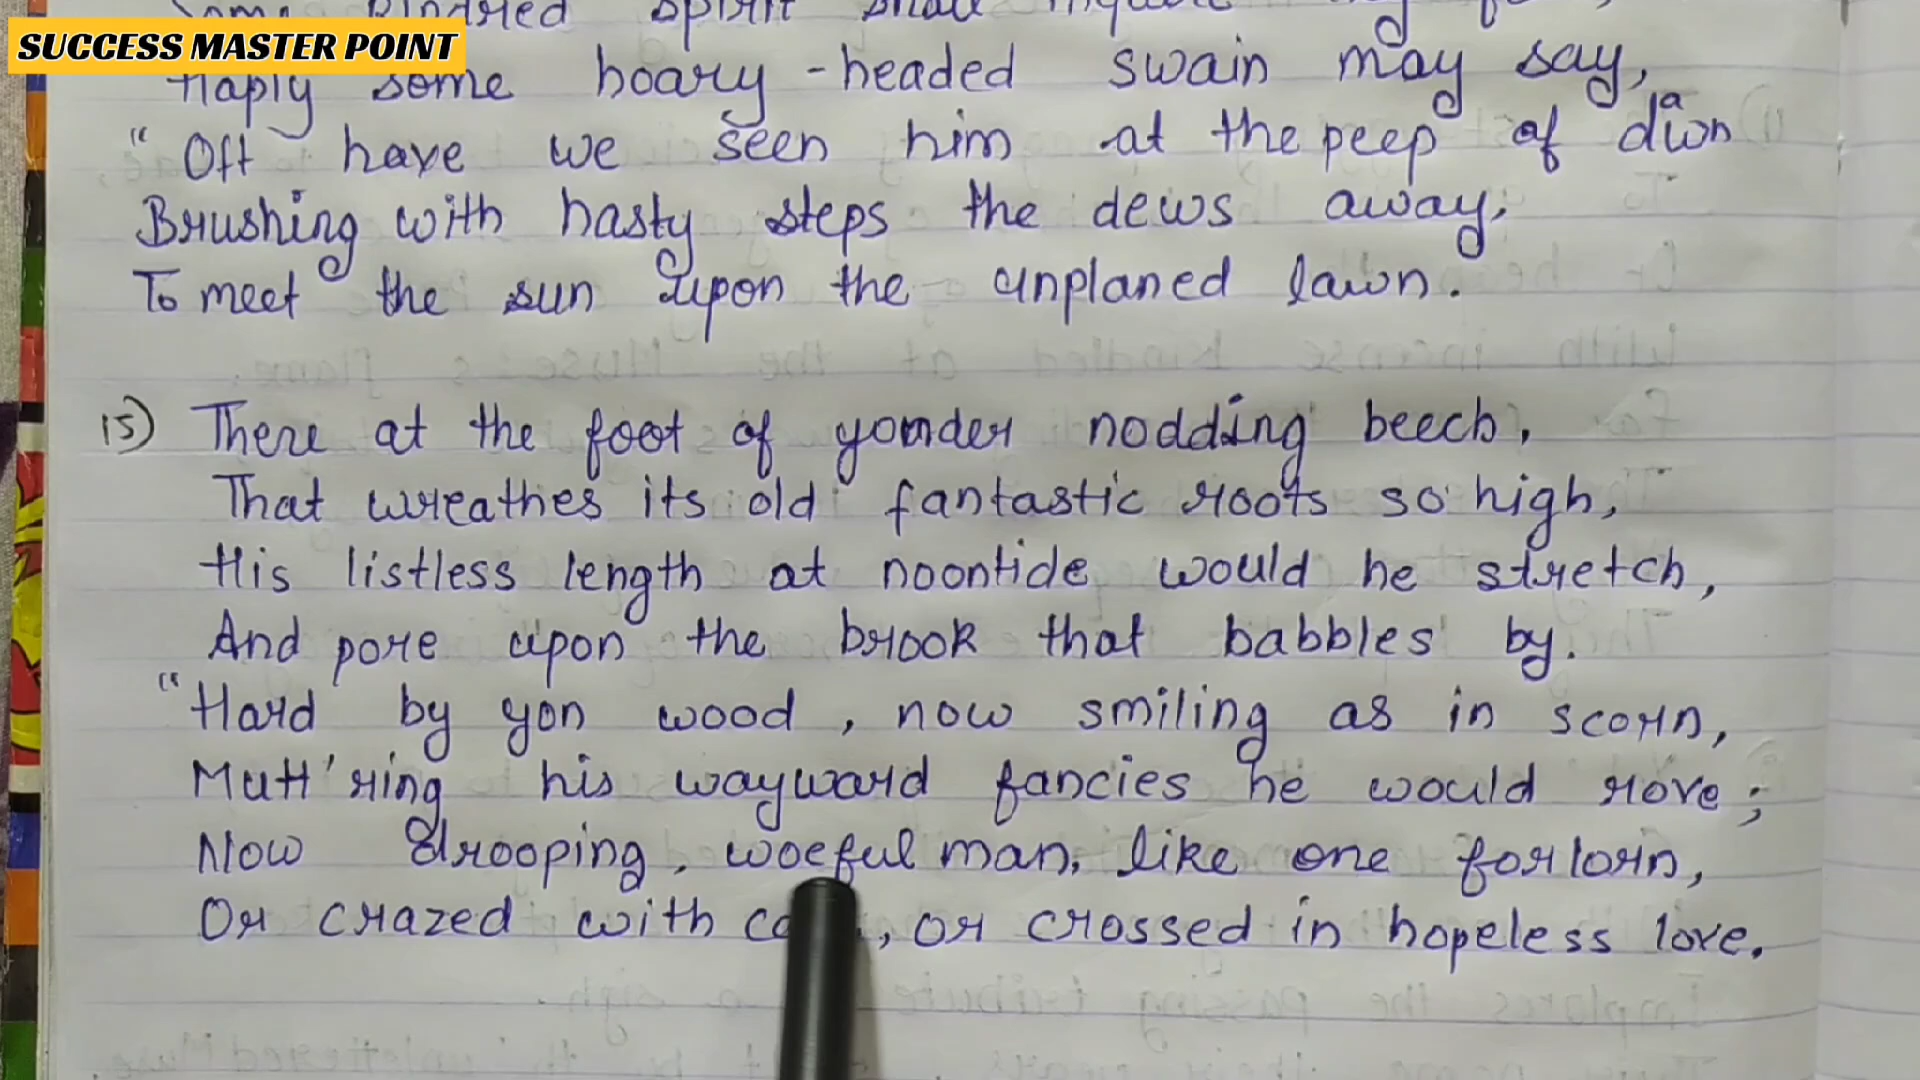 SUCCESS MASTER POINT
Kindred spirit shall
Haply some hoary-headed swain may say,
"Oft have we seen him at the peep of dawn
Brushing with hasty steps the dews away;
To meet the sun upon the unplaned lawn.
15) There at the foot of yonder nodding beech,
That wreathes its old fantastic roots so high,
His listless length at noontide would he stretch,
And pore upon the brook that babbles by.
"Hard by yon wood, now smiling as in scorn,
Mutt'ring his wayward fancies he would rove;
Now drooping, woeful man, like one forlorn,
Or crazed with , or crossed in hopeless love.